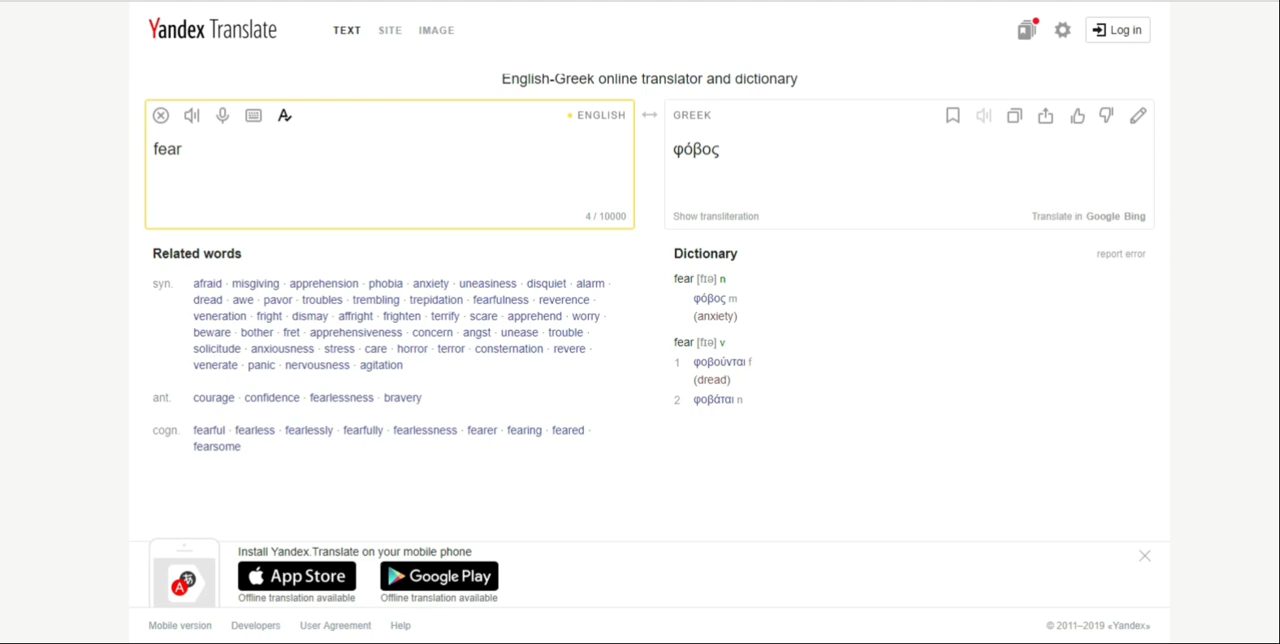 Yandex Translate
TEXT SITE IMAGE
Log in
English-Greek online translator and dictionary
ENGLISH
GREEK
fear
φόβος
4 / 10000
Show transliteration
Translate in Google Bing
Related words
syn. afraid · misgiving · apprehension · phobia · anxiety · uneasiness · disquiet · alarm ·
dread · awe · pavor · troubles · trembling · trepidation · fearfulness · reverence ·
veneration · fright · dismay · affright · frighten · terrify · scare · apprehend · worry ·
beware · bother · fret · apprehensiveness · concern · angst · unease · trouble ·
solicitude · anxiousness · stress · care · horror · terror · consternation · revere ·
venerate · panic · nervousness · agitation
ant. courage · confidence · fearlessness · bravery
cogn. fearful · fearless · fearlessly · fearfully · fearlessness · fearer · fearing · feared ·
fearsome
Dictionary
report error
fear [fɪə] n
φόβος m
(anxiety)
fear [fɪə] v
1 φοβούνται f
(dread)
2 φοβάται n
Install Yandex.Translate on your mobile phone
App Store
Google Play
Offline translation available
Offline translation available
Mobile version Developers User Agreement Help
© 2011–2019 «Yandex»